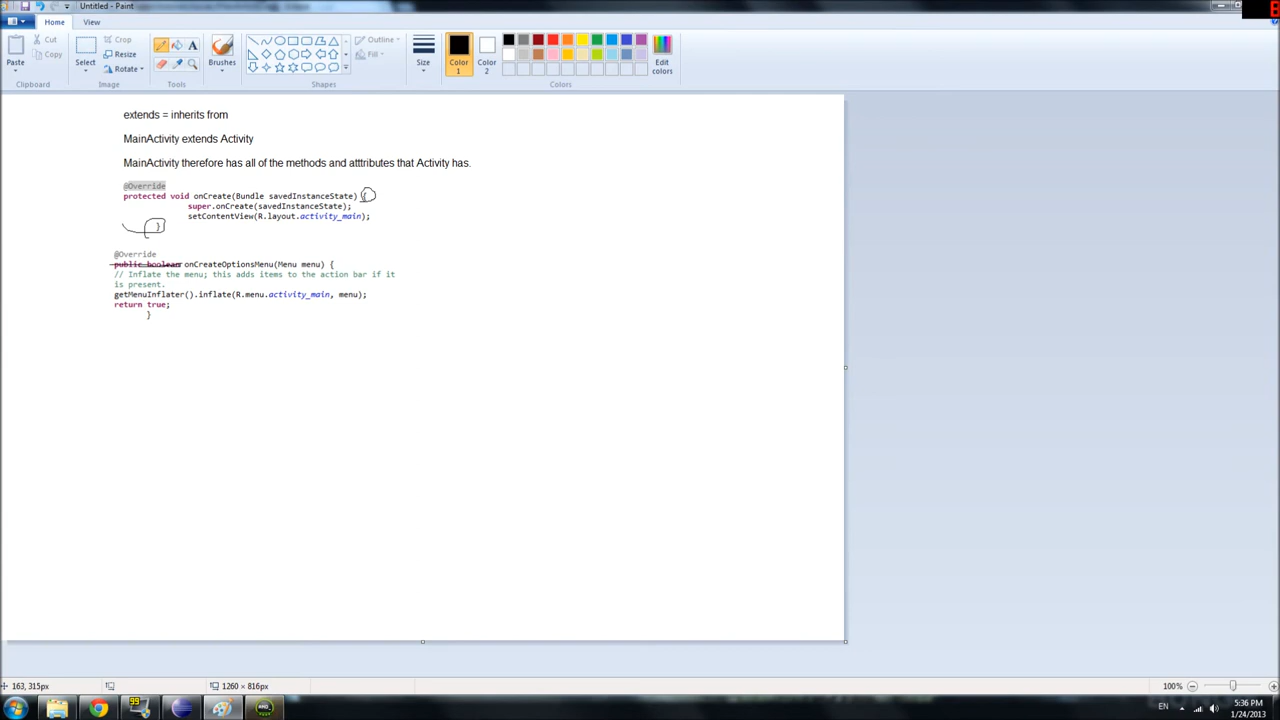 Untitled - Paint
Home
View
Paste
Cut
Copy
Clipboard
Select
Crop
Resize
Rotate
Image
A
Tools
Brushes
Outline
Fill
Shapes
Size
Color 1
Color 2
Edit colors
Colors
extends = inherits from
MainActivity extends Activity
MainActivity therefore has all of the methods and atttributes that Activity has.
@Override
protected void onCreate(Bundle savedInstanceState) {
super.onCreate(savedInstanceState);
setContentView(R.layout.activity_main);
}
@Override
public boolean onCreateOptionsMenu(Menu menu) {
// Inflate the menu; this adds items to the action bar if it
is present.
getMenuInflater().inflate(R.menu.activity_main, menu);
return true;
}
163, 315px
1260 × 816px
100%
99
EN
5:36 PM
1/24/2013